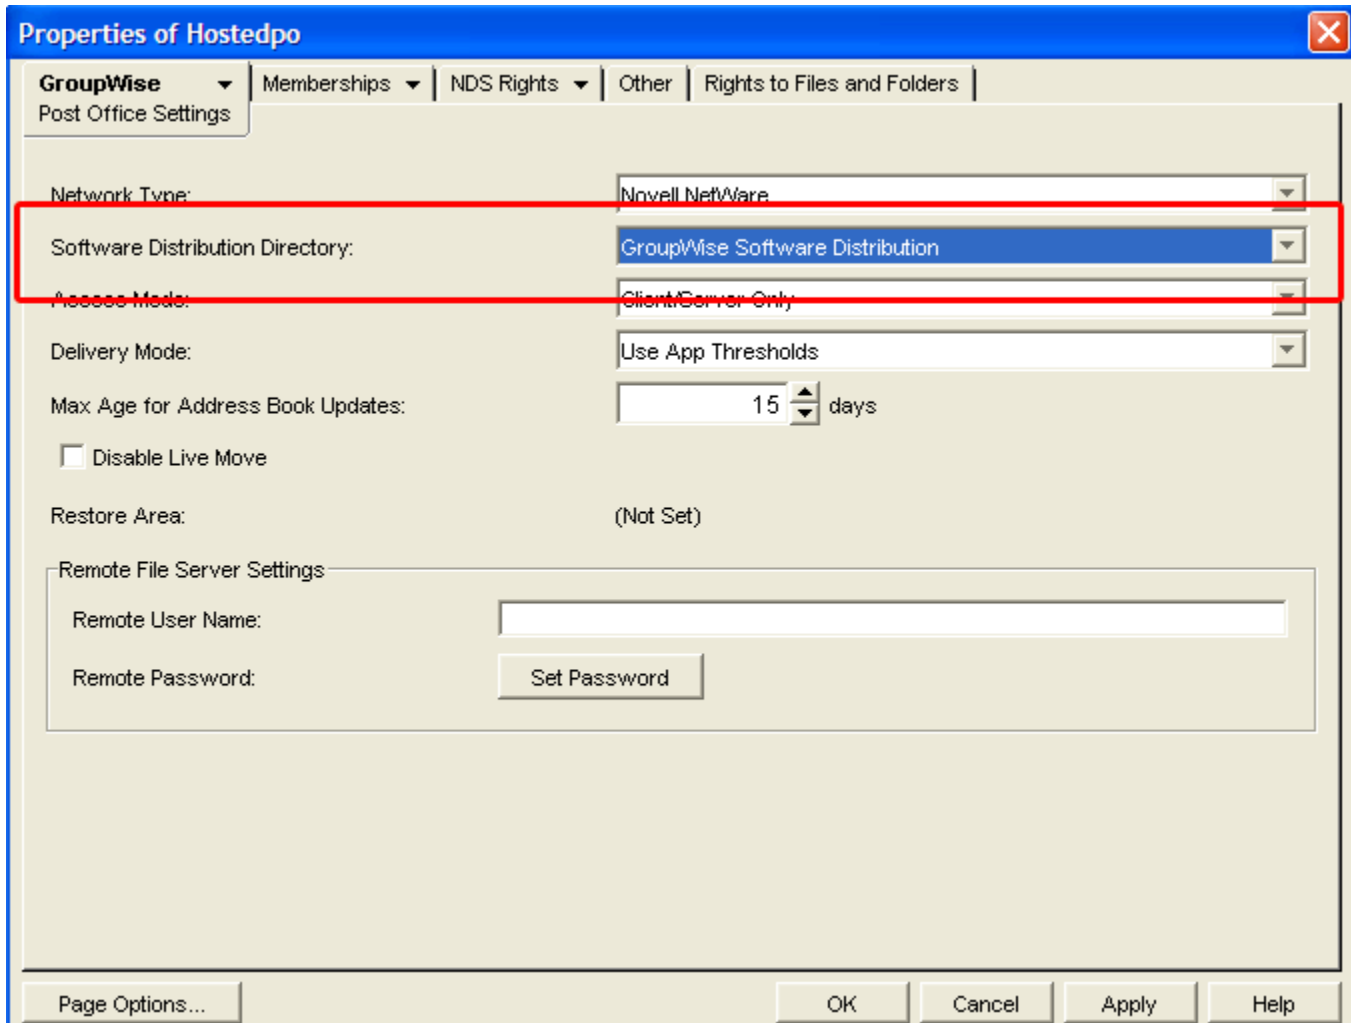 Properties of Hostedpo
GroupWise Memberships NDS Rights Other Rights to Files and Folders
Post Office Settings
Network Type: Novell NetWare
Software Distribution Directory: GroupWise Software Distribution
Access Mode: Client/Server Only
Delivery Mode: Use App Thresholds
Max Age for Address Book Updates: 15 days
Disable Live Move
Restore Area: (Not Set)
Remote File Server Settings
Remote User Name:
Remote Password: Set Password
Page Options... OK Cancel Apply Help